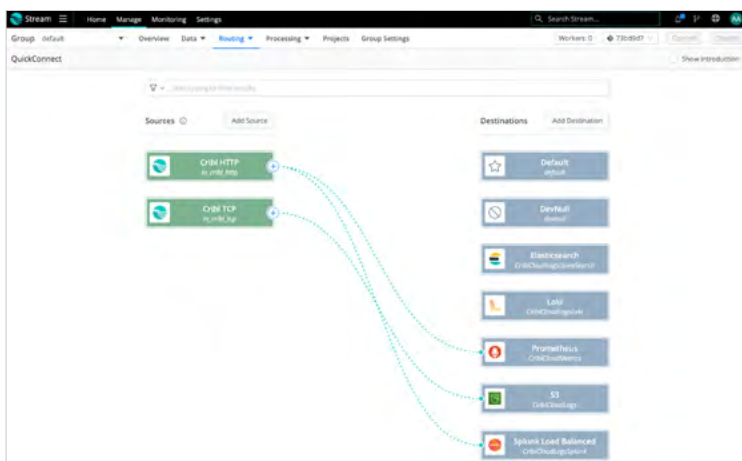 Stream Home Manage Monitoring Settings Search Stream...
Group default Overview Data Routing Processing Projects Group Settings Workers: 0
QuickConnect Show introduction
Sources Add Source Destinations Add Destination
Cribl HTTP
in_cribl_http
Default
default
Cribl TCP
in_cribl_tcp
DevNull
devnull
Elasticsearch
Loki
Prometheus
CriblCloudMetrics
S3
CriblCloudLogs
Splunk Load Balanced
CriblCloudLogsSplunk